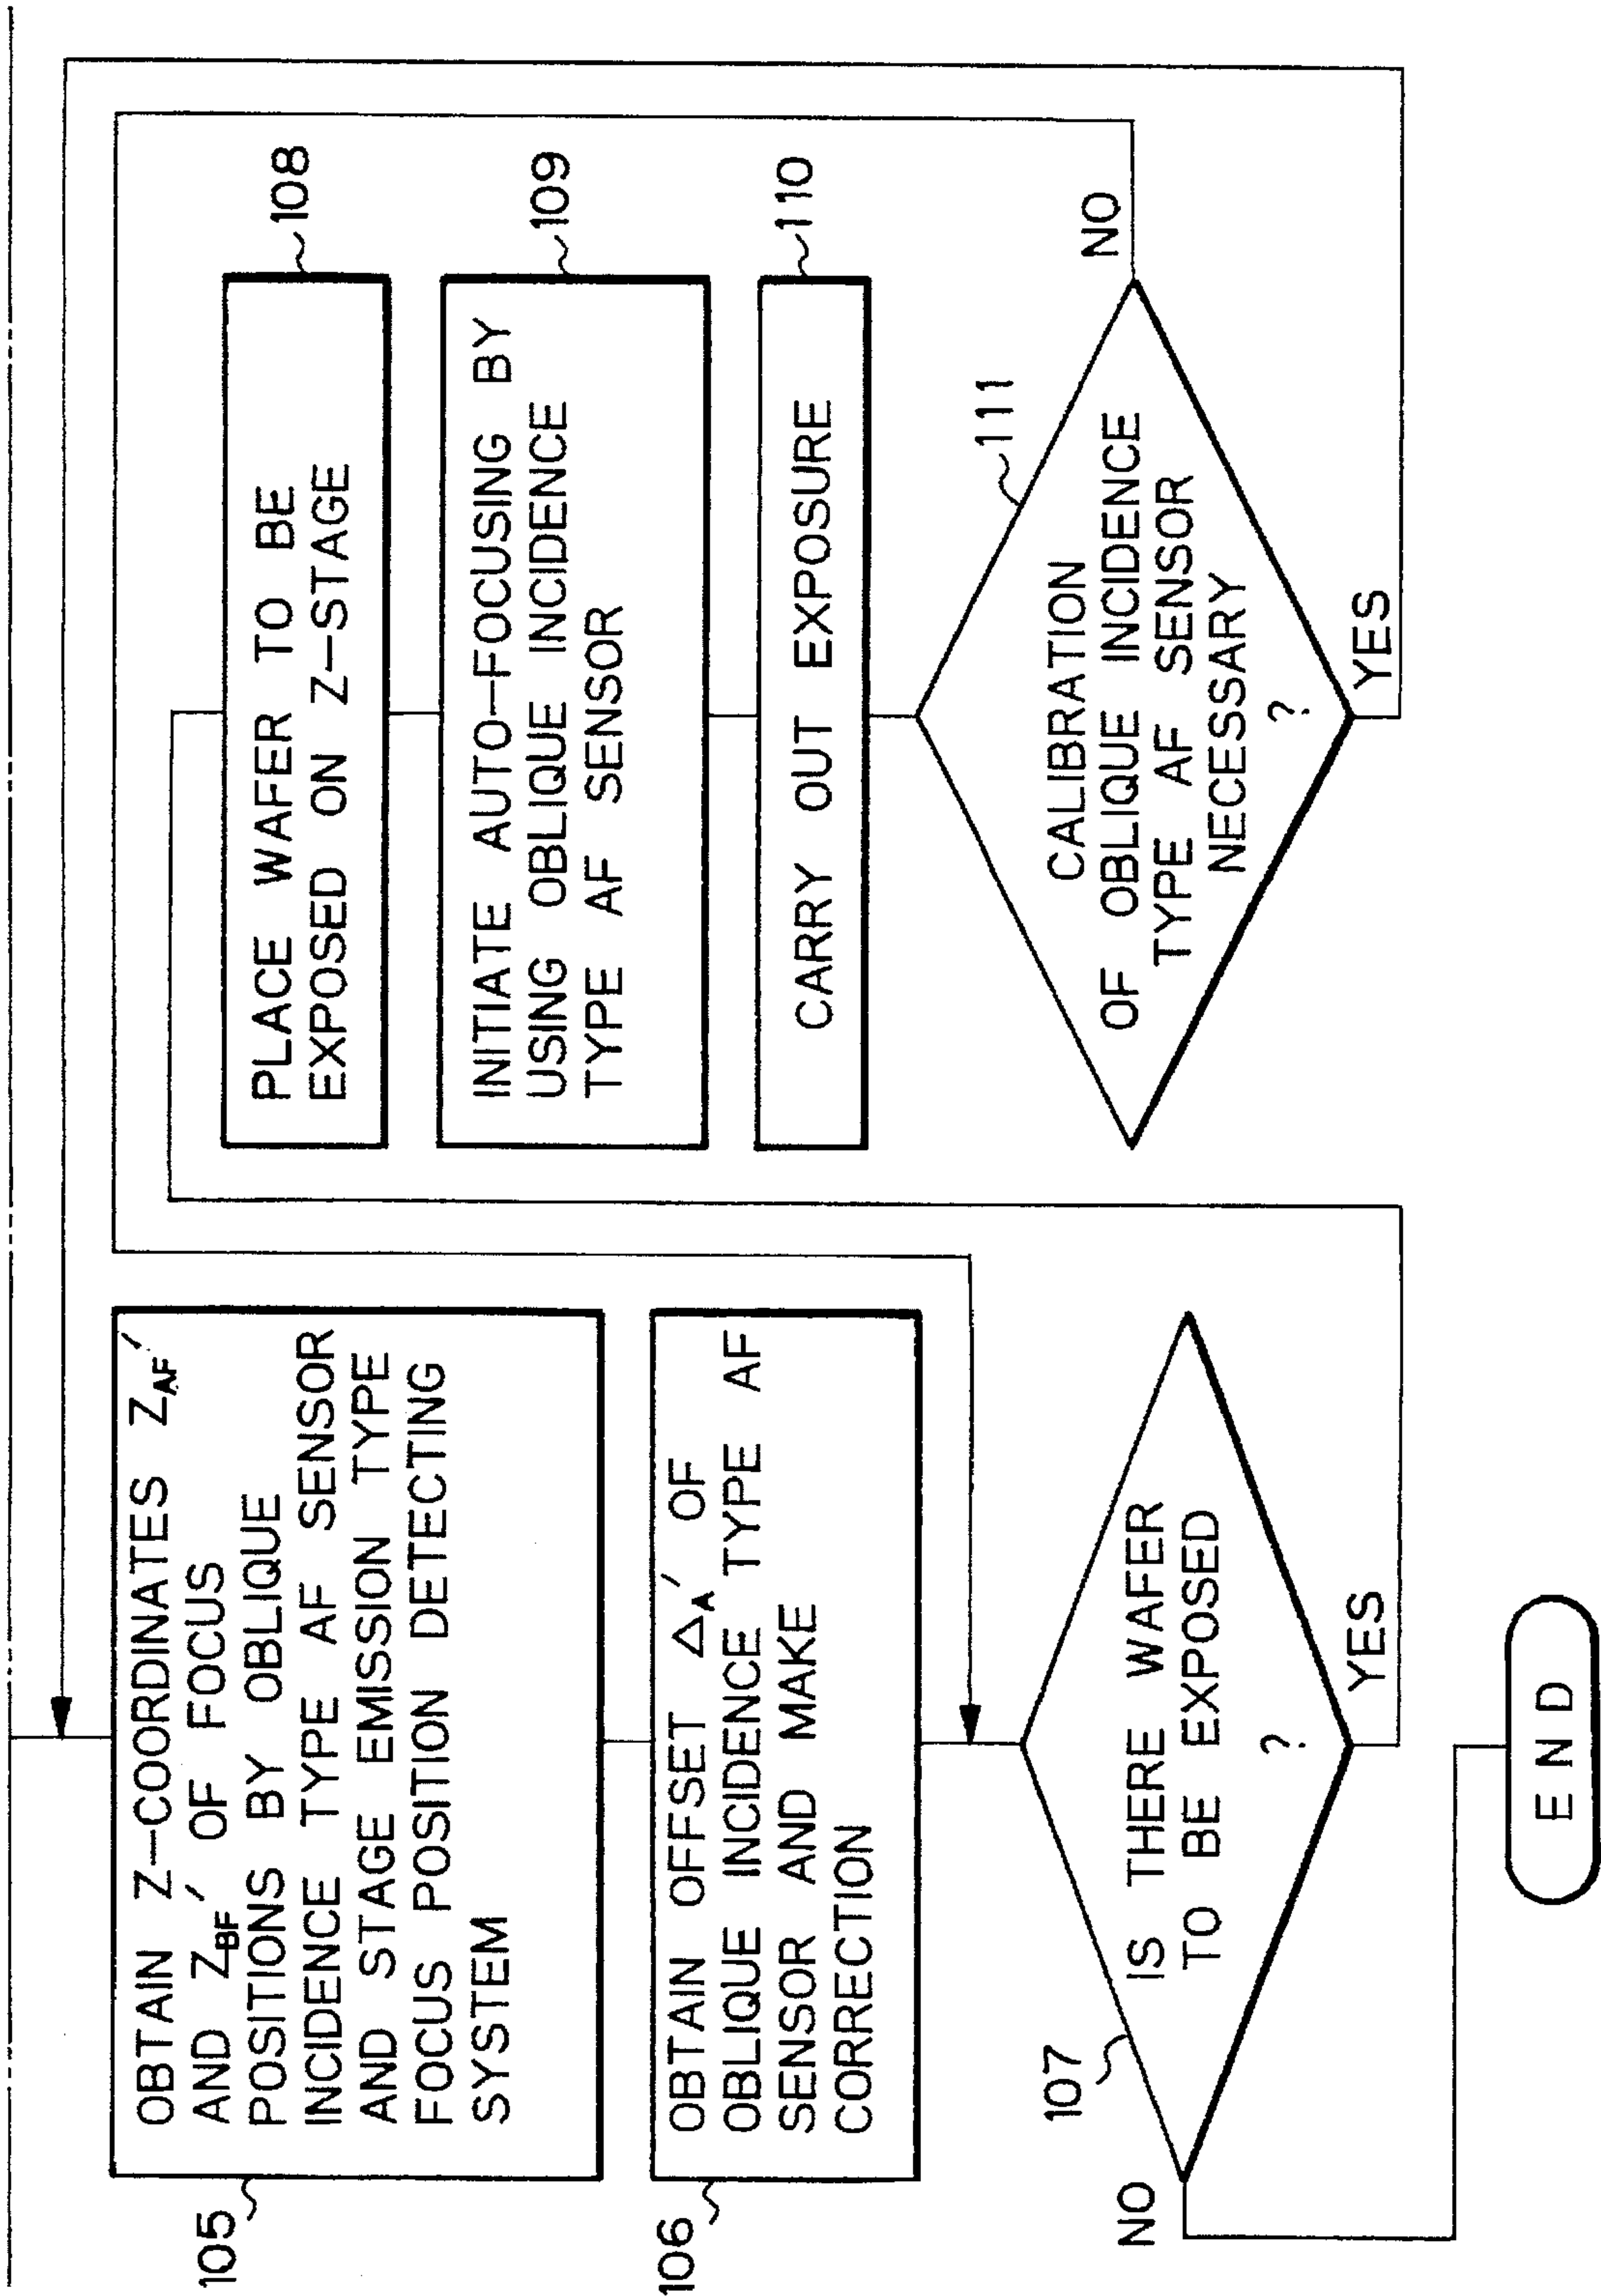 105
OBTAIN Z-COORDINATES Z_AF′
AND Z_BF′ OF FOCUS
POSITIONS BY OBLIQUE
INCIDENCE TYPE AF SENSOR
AND STAGE EMISSION TYPE
FOCUS POSITION DETECTING
SYSTEM
106
OBTAIN OFFSET Δ_A′ OF
OBLIQUE INCIDENCE TYPE AF
SENSOR AND MAKE
CORRECTION
107
IS THERE WAFER
TO BE EXPOSED
?
NO
YES
END
108
PLACE WAFER TO BE
EXPOSED ON Z-STAGE
109
INITIATE AUTO-FOCUSING BY
USING OBLIQUE INCIDENCE
TYPE AF SENSOR
110
CARRY OUT EXPOSURE
111
CALIBRATION
OF OBLIQUE INCIDENCE
TYPE AF SENSOR
NECESSARY
?
NO
YES